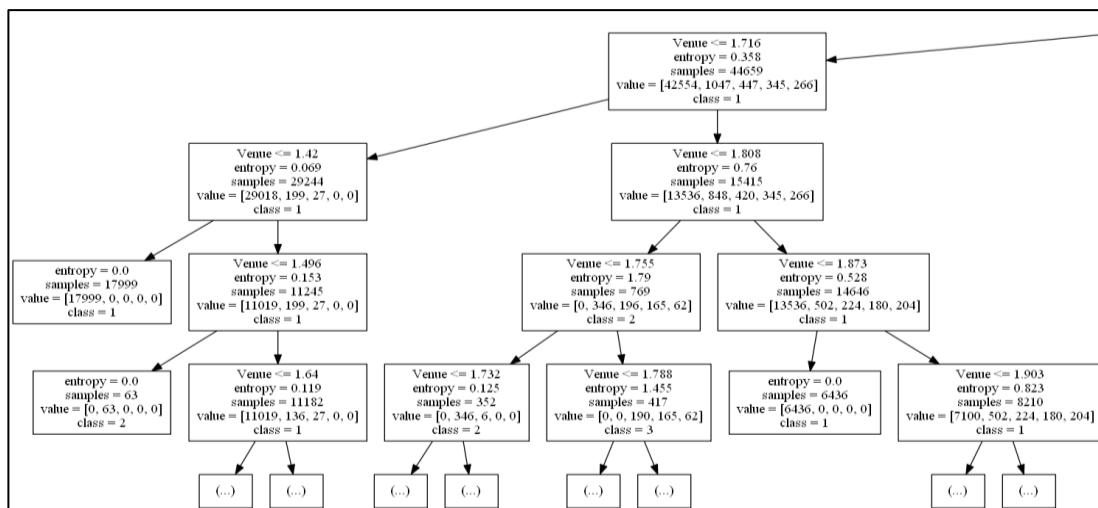 Venue <= 1.716
entropy = 0.358
samples = 44659
value = [42554, 1047, 447, 345, 266]
class = 1
Venue <= 1.42
entropy = 0.069
samples = 29244
value = [29018, 199, 27, 0, 0]
class = 1
Venue <= 1.808
entropy = 0.76
samples = 15415
value = [13536, 848, 420, 345, 266]
class = 1
entropy = 0.0
samples = 17999
value = [17999, 0, 0, 0, 0]
class = 1
Venue <= 1.496
entropy = 0.153
samples = 11245
value = [11019, 199, 27, 0, 0]
class = 1
Venue <= 1.755
entropy = 1.79
samples = 769
value = [0, 346, 196, 165, 62]
class = 2
Venue <= 1.873
entropy = 0.528
samples = 14646
value = [13536, 502, 224, 180, 204]
class = 1
entropy = 0.0
samples = 63
value = [0, 63, 0, 0, 0]
class = 2
Venue <= 1.64
entropy = 0.119
samples = 11182
value = [11019, 136, 27, 0, 0]
class = 1
Venue <= 1.732
entropy = 0.125
samples = 352
value = [0, 346, 6, 0, 0]
class = 2
Venue <= 1.788
entropy = 1.455
samples = 417
value = [0, 0, 190, 165, 62]
class = 3
entropy = 0.0
samples = 6436
value = [6436, 0, 0, 0, 0]
class = 1
Venue <= 1.903
entropy = 0.823
samples = 8210
value = [7100, 502, 224, 180, 204]
class = 1
(...)
(...)
(...)
(...)
(...)
(...)
(...)
(...)